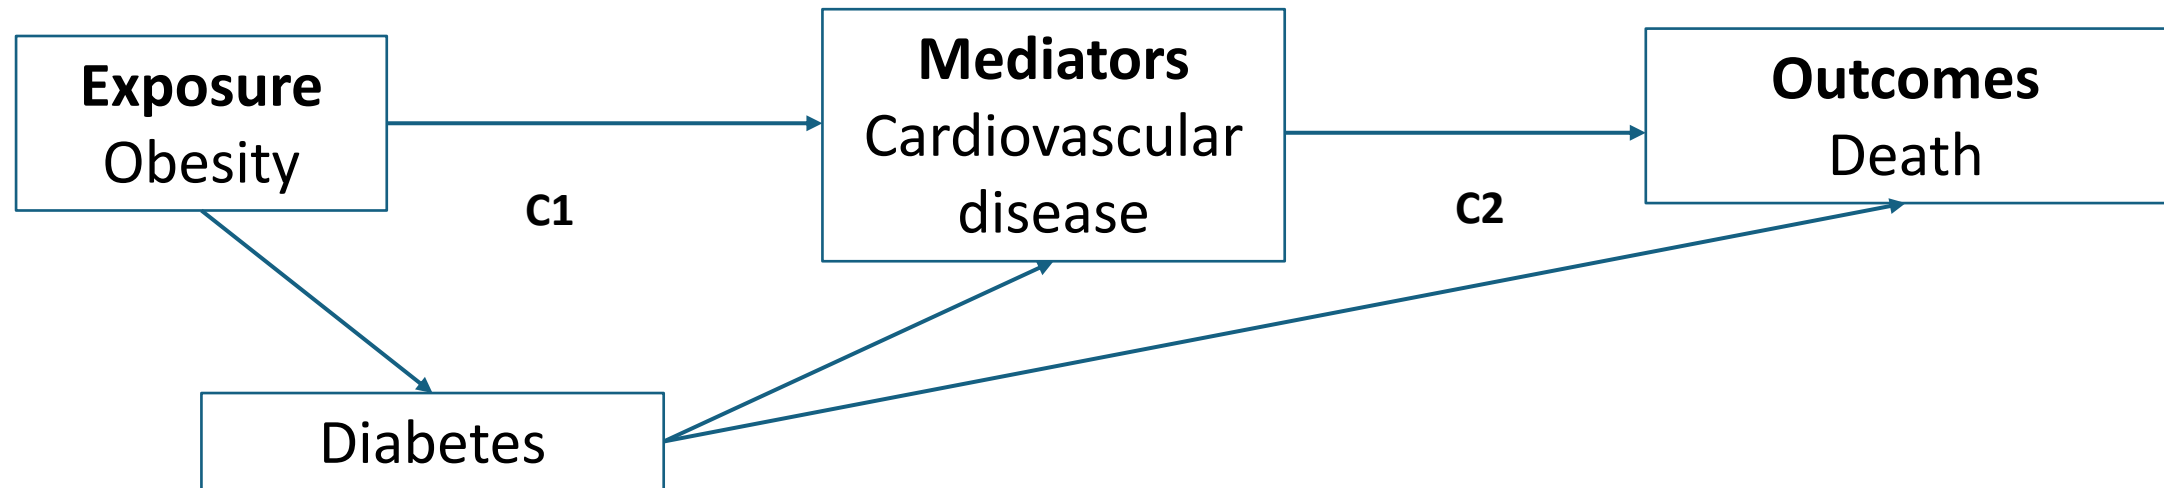 Exposure
Obesity
C1
Mediators
Cardiovascular
disease
C2
Outcomes
Death
Diabetes